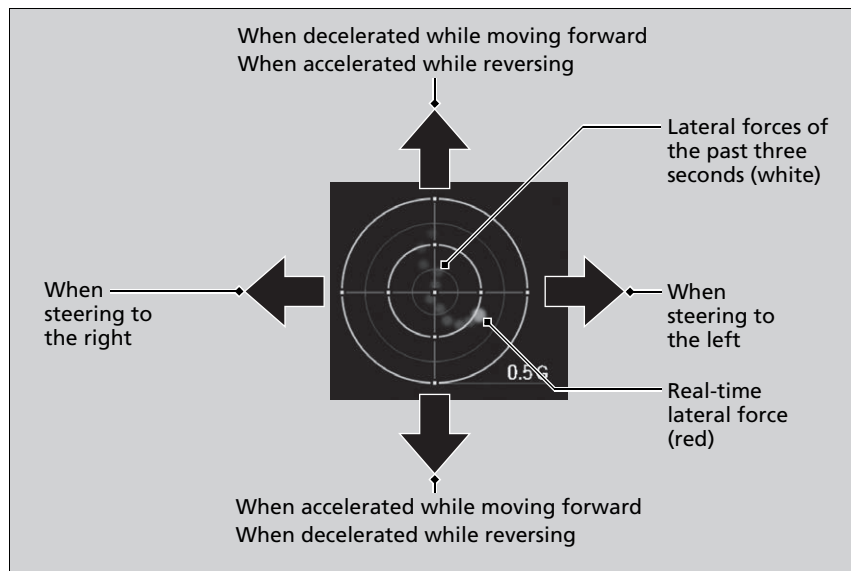 When decelerated while moving forward
When accelerated while reversing
Lateral forces of
the past three
seconds (white)
When
steering to
the right
When
steering to
the left
0.5 G
Real-time
lateral force
(red)
When accelerated while moving forward
When decelerated while reversing